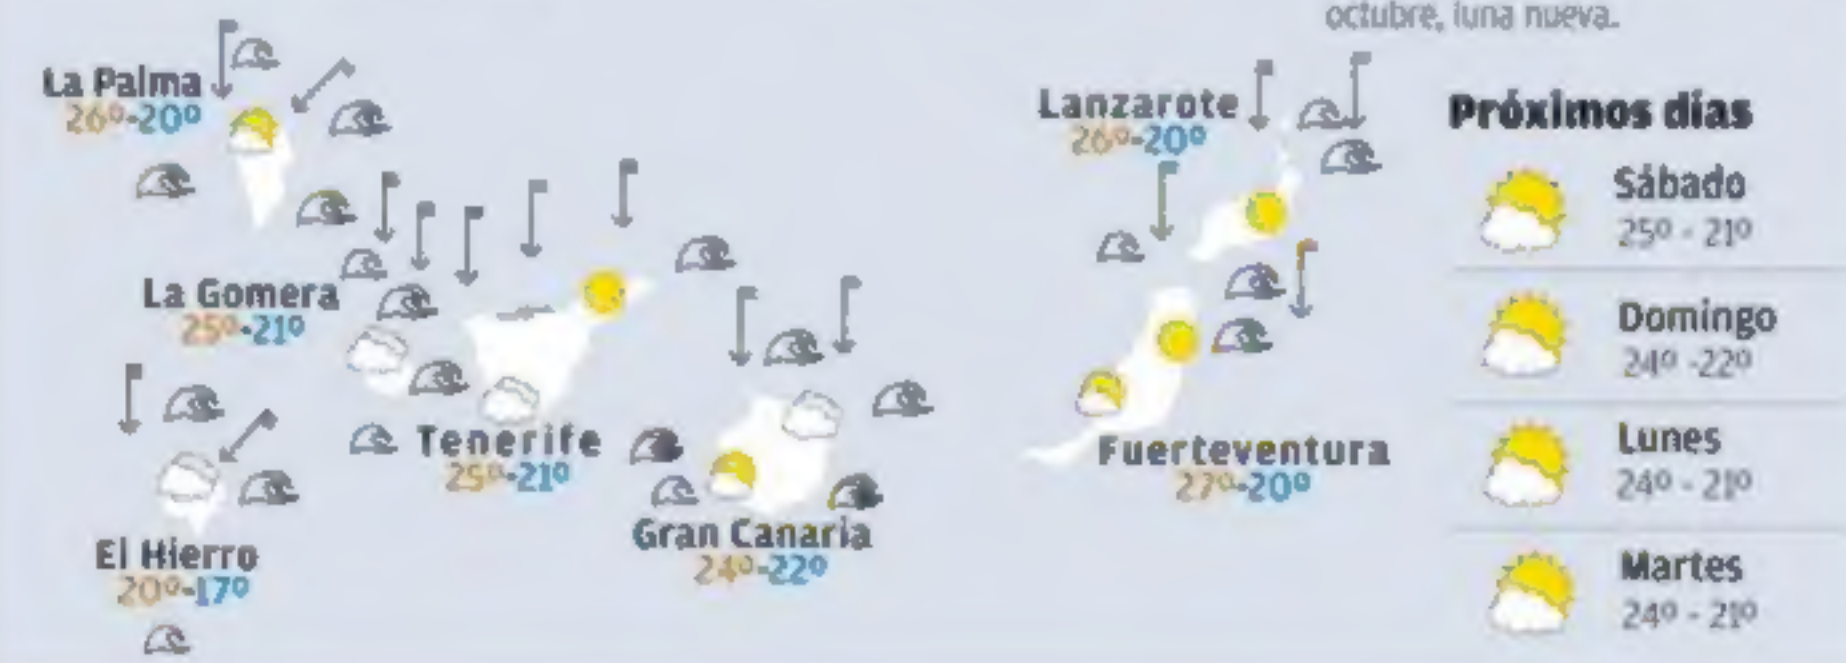 octubre, luna nueva.
La Palma
26º-20º
Lanzarote
26º-20º
La Gomera
25º-21º
Tenerife
25º-21º
Fuerteventura
27º-20º
Gran Canaria
24º-22º
El Hierro
20º-17º
Próximos días
Sábado
25º - 21º
Domingo
24º -22º
Lunes
24º - 21º
Martes
24º - 21º